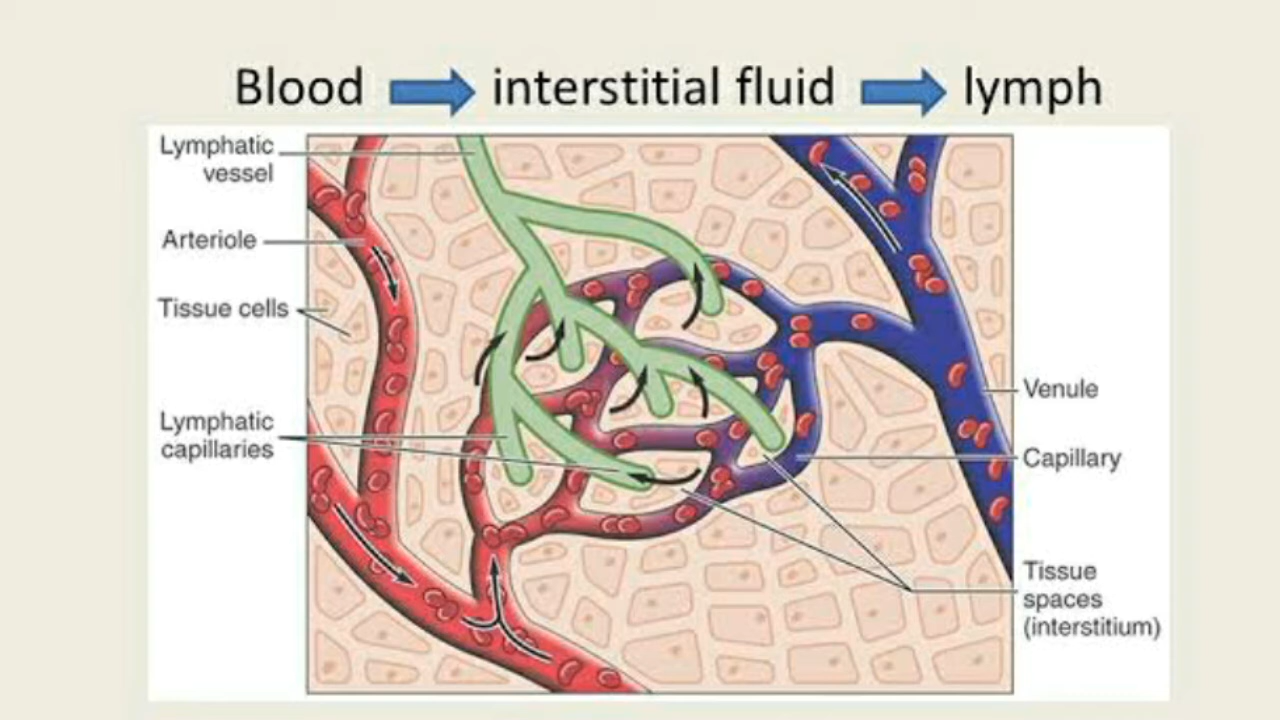 Blood interstitial fluid lymph
Lymphatic
vessel
Arteriole
Tissue cells
Lymphatic
capillaries
Venule
Capillary
Tissue
spaces
(interstitium)